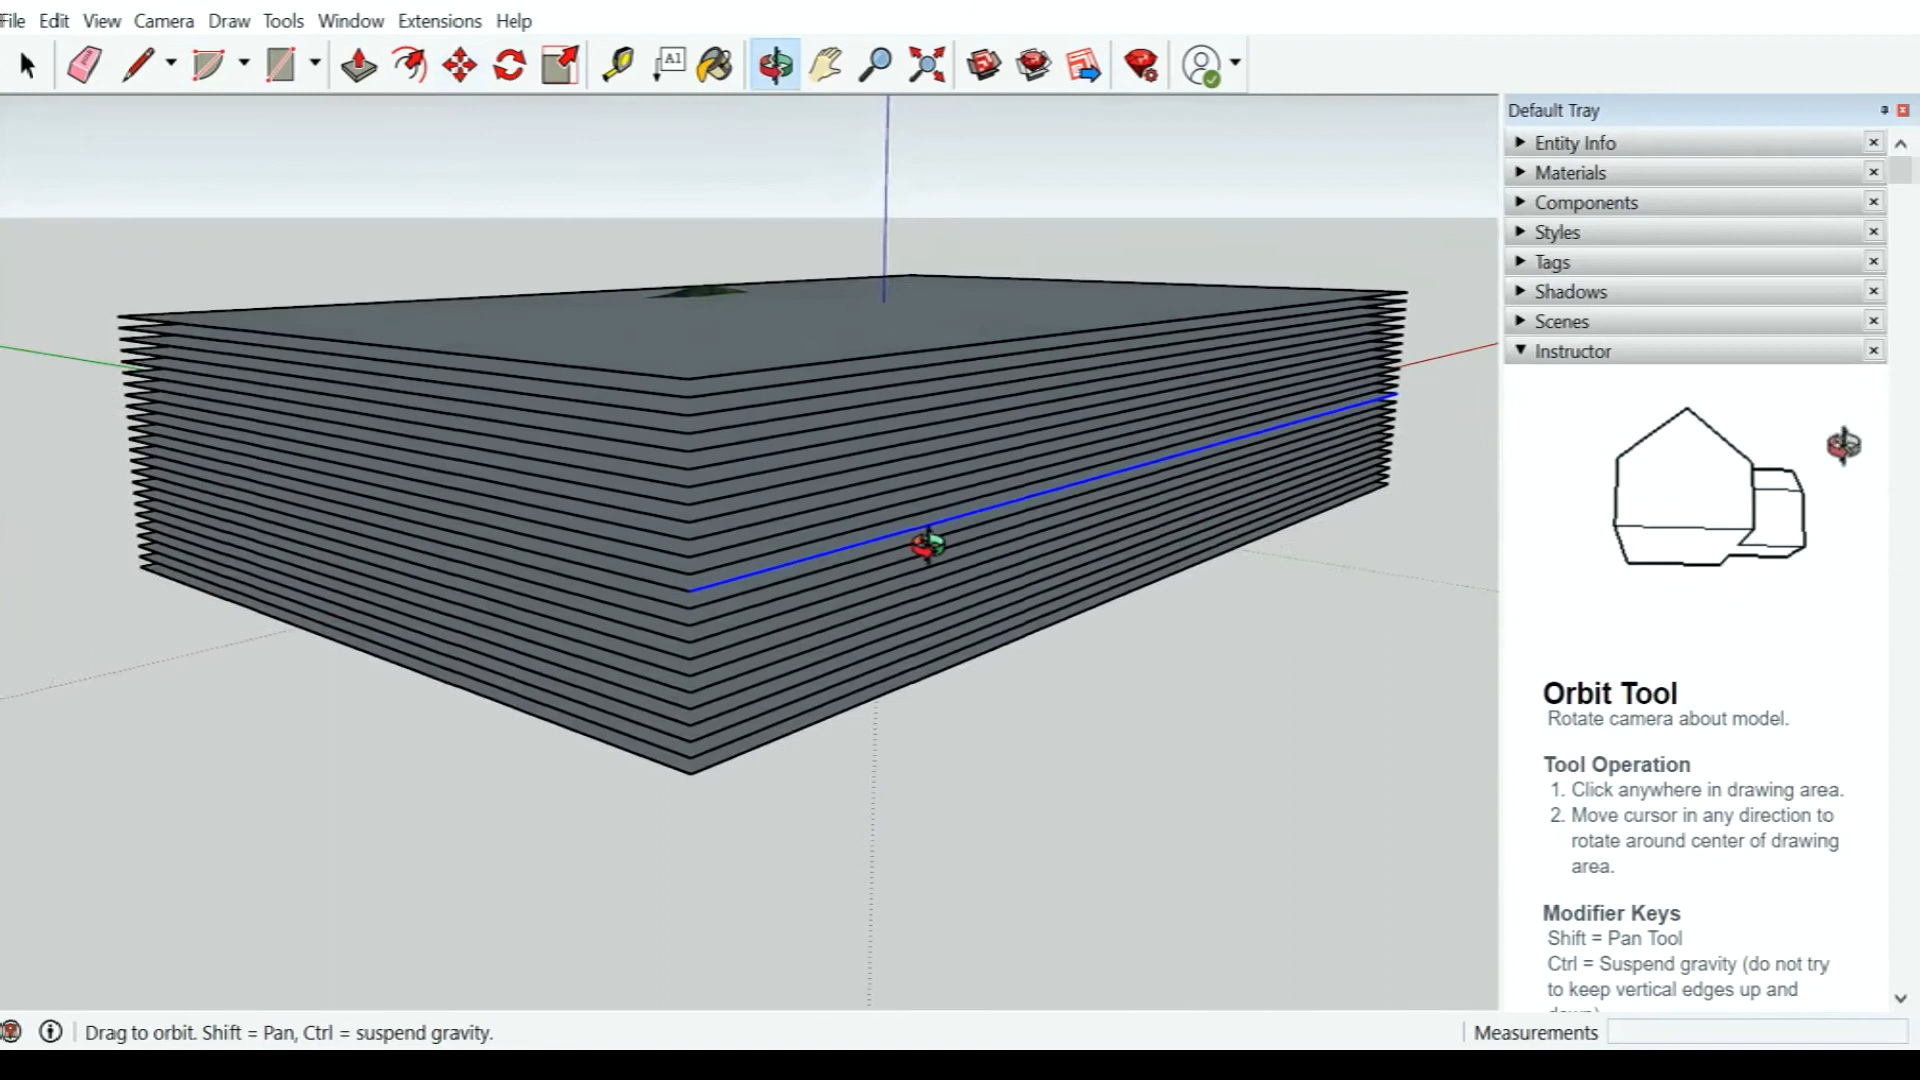 File Edit View Camera Draw Tools Window Extensions Help
A1
Default Tray
Entity Info
Materials
Components
Styles
Tags
Shadows
Scenes
Instructor
Orbit Tool
Rotate camera about model.
Tool Operation
1. Click anywhere in drawing area.
2. Move cursor in any direction to
rotate around center of drawing
area.
Modifier Keys
Shift = Pan Tool
Ctrl = Suspend gravity (do not try
to keep vertical edges up and
Drag to orbit. Shift = Pan, Ctrl = suspend gravity.
Measurements